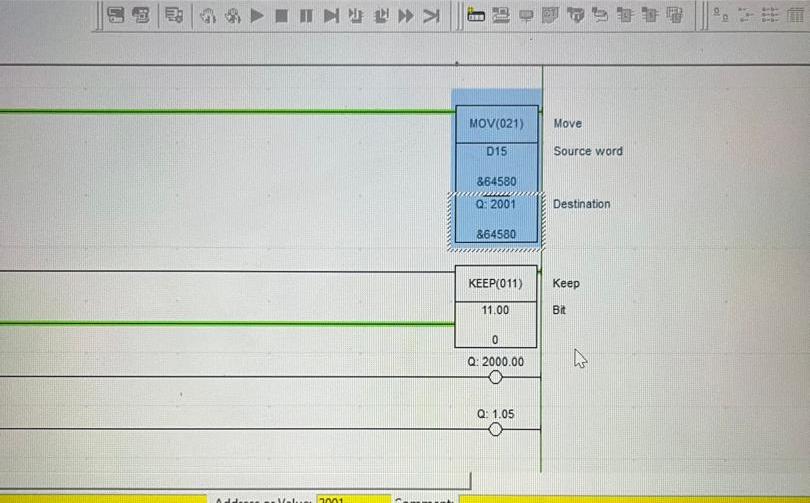 MOV(021)
Move
D15
Source word
&64580
Q: 2001
Destination
&64580
KEEP(011)
Keep
11.00
Bit
0
Q: 2000.00
Q: 1.05
Address or Value: 2001
Comment: